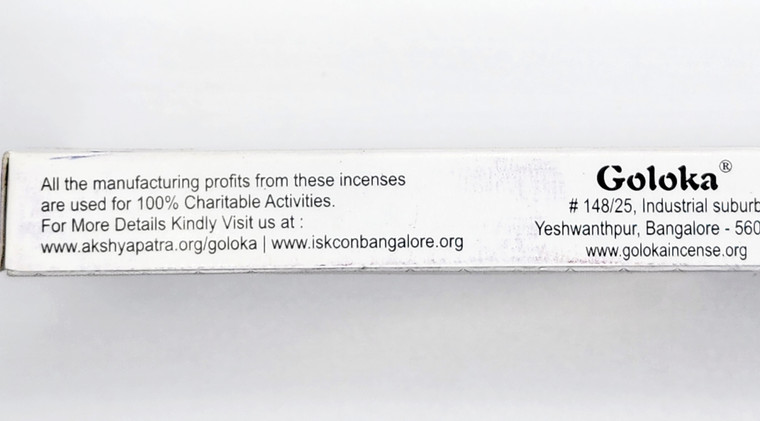 All the manufacturing profits from these incenses
are used for 100% Charitable Activities.
For More Details Kindly Visit us at :
www.akshyapatra.org/goloka | www.iskconbangalore.org
Goloka®
# 148/25, Industrial suburb
Yeshwanthpur, Bangalore - 560
www.golokaincense.org